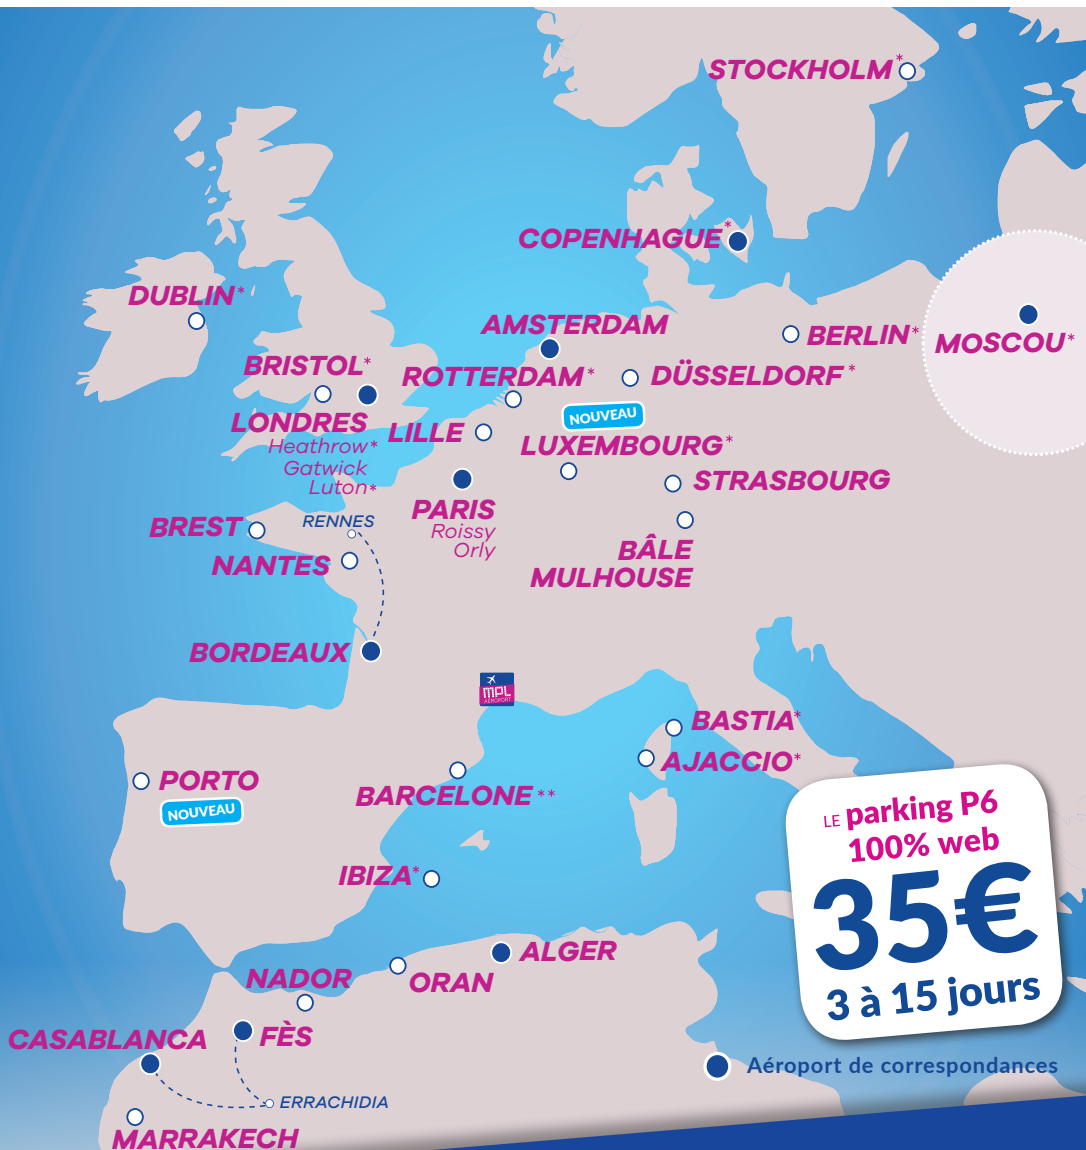 STOCKHOLM*
COPENHAGUE*
DUBLIN*
AMSTERDAM
BERLIN*
MOSCOU*
BRISTOL*
ROTTERDAM*
DÜSSELDORF*
NOUVEAU
LONDRES
Heathrow*
Gatwick
Luton*
LILLE
LUXEMBOURG*
STRASBOURG
PARIS
Roissy
Orly
BREST
RENNES
NANTES
BÂLE
MULHOUSE
BORDEAUX
MPL
AÉROPORT
BASTIA*
AJACCIO*
PORTO
NOUVEAU
BARCELONE**
IBIZA*
LE parking P6
100% web
35€
3 à 15 jours
ALGER
ORAN
NADOR
FÈS
CASABLANCA
Aéroport de correspondances
ERRACHIDIA
MARRAKECH